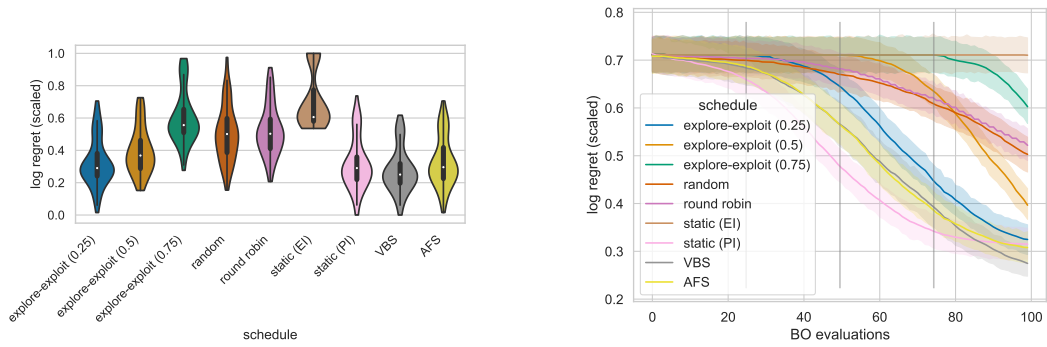 1.0
0.8
0.6
0.4
0.2
0.0
log regret (scaled)
explore-exploit (0.25)
explore-exploit (0.5)
explore-exploit (0.75)
random
round robin
static (EI)
static (PI)
VBS
AFS
schedule
0.8
0.7
0.6
0.5
0.4
0.3
0.2
log regret (scaled)
schedule
explore-exploit (0.25)
explore-exploit (0.5)
explore-exploit (0.75)
random
round robin
static (EI)
static (PI)
VBS
AFS
0 20 40 60 80 100
BO evaluations